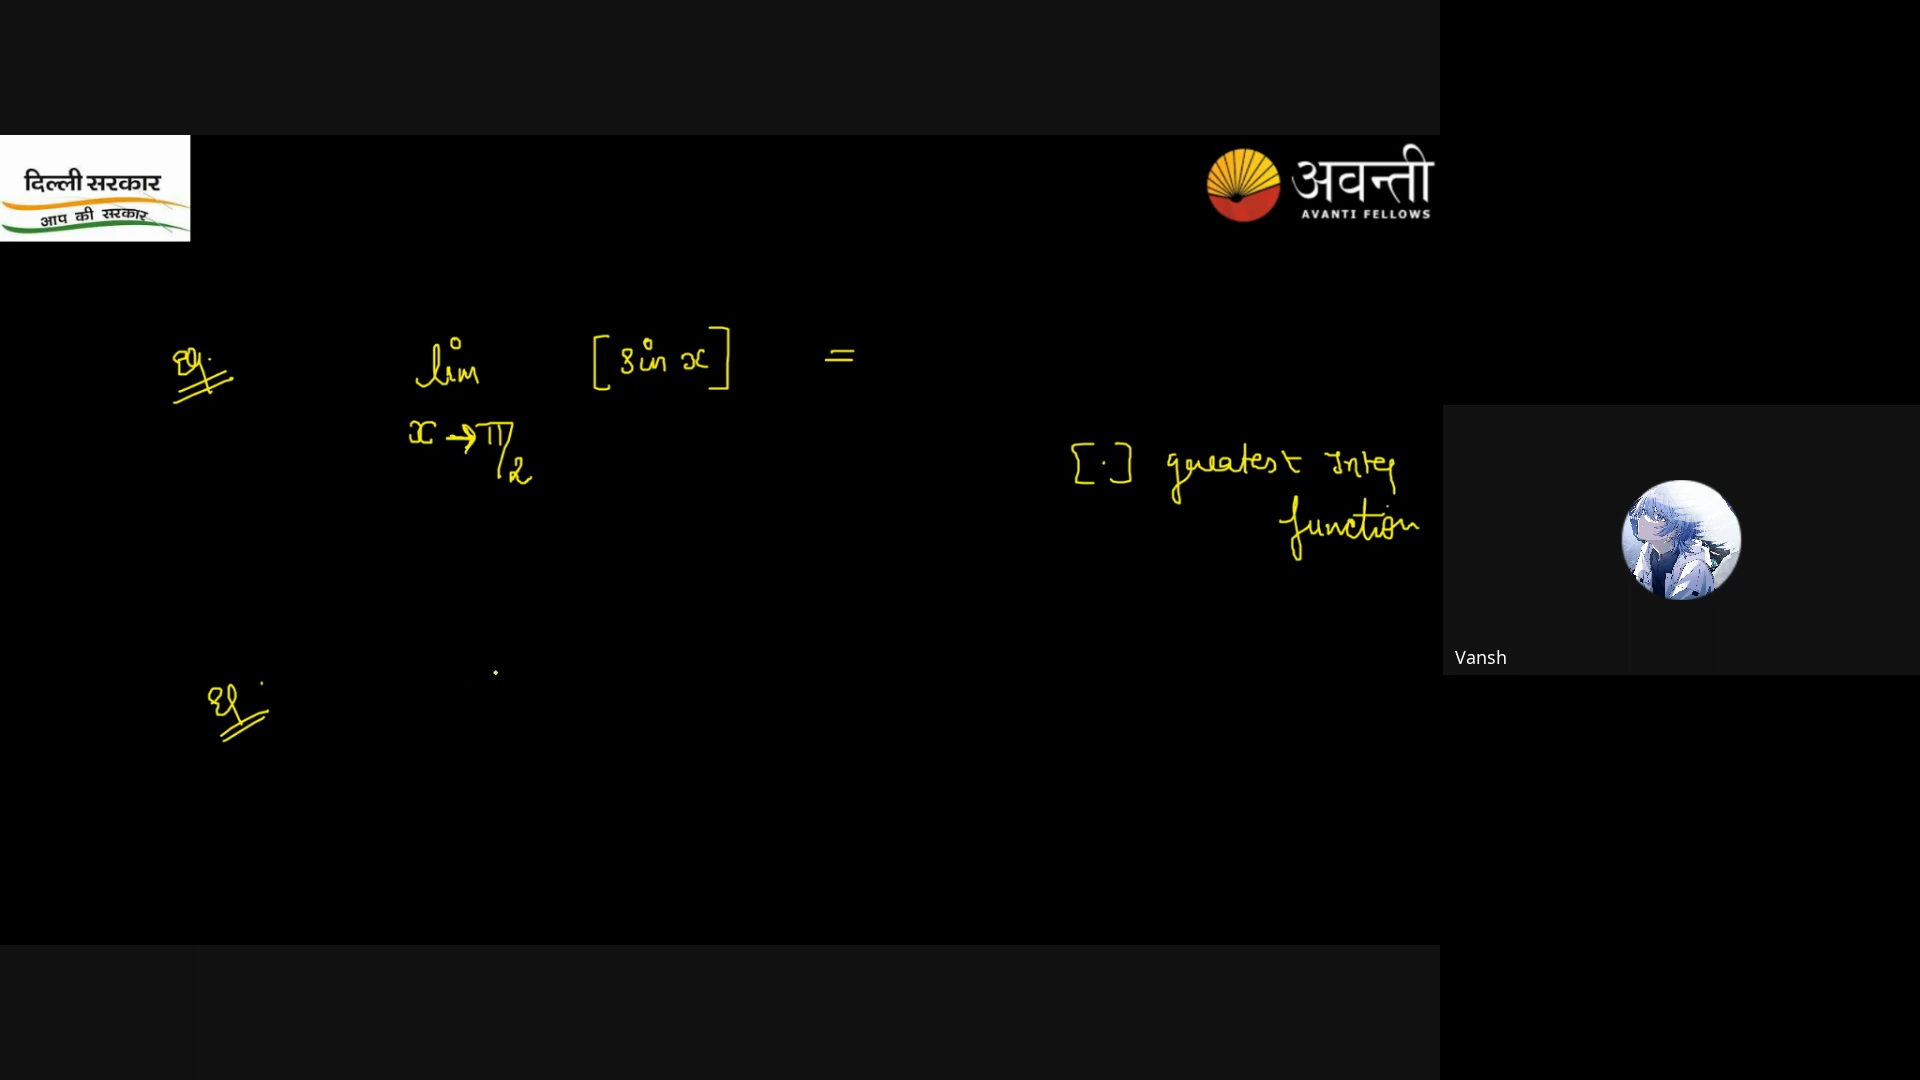 दिल्ली सरकार
आप की सरकार
अवन्ती
AVANTI FELLOWS
eg. lim [sin x] =
x → π/2
[·] greatest Integ
function
eg.
Vansh